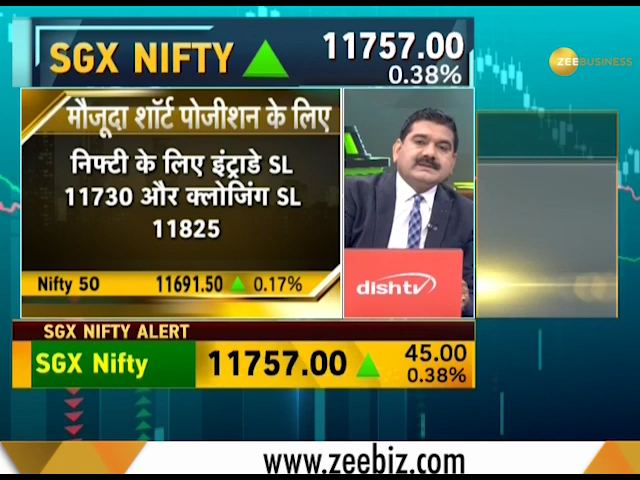 SGX NIFTY 11757.00
0.38%
ZEEBUSINESS
मौजूदा शॉर्ट पोजीशन के लिए
निफ्टी के लिए इंट्राडे SL
11730 और क्लोजिंग SL
11825
Nifty 50 11691.50 0.17%
dishtv
SGX NIFTY ALERT
SGX Nifty 11757.00 45.00
0.38%
www.zeebiz.com